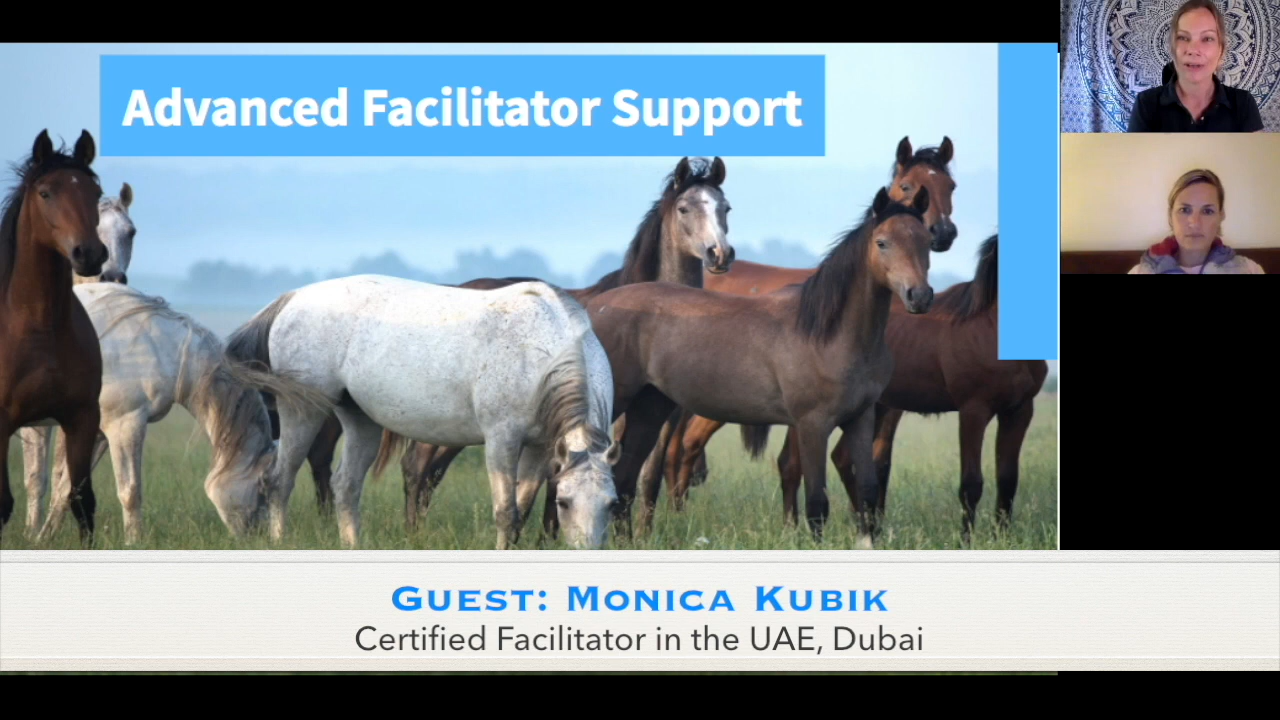 Advanced Facilitator Support
Guest: Monica Kubik
Certified Facilitator in the UAE, Dubai